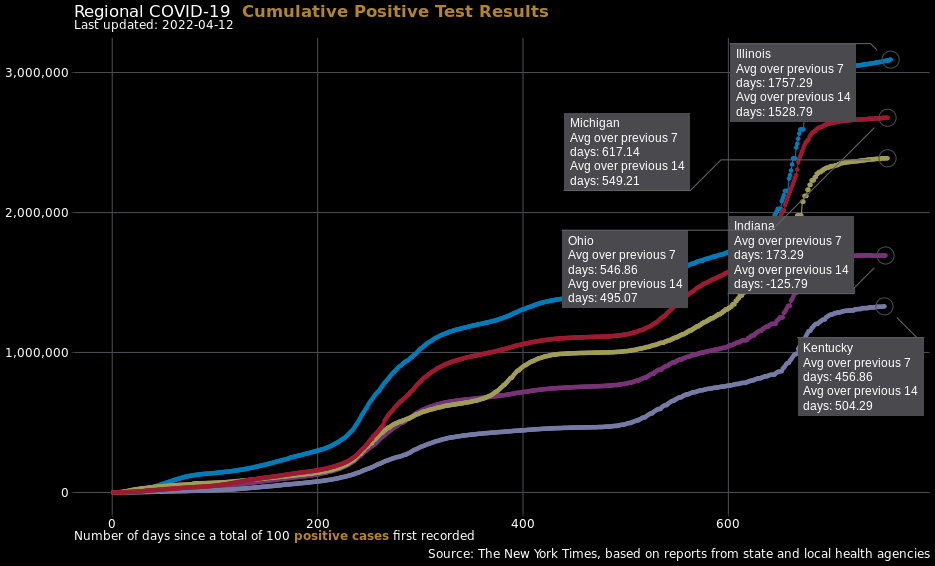 Regional COVID-19 Cumulative Positive Test Results
Last updated: 2022-04-12
3,000,000
2,000,000
1,000,000
0
Illinois
Avg over previous 7
days: 1757.29
Avg over previous 14
days: 1528.79
Michigan
Avg over previous 7
days: 617.14
Avg over previous 14
days: 549.21
Ohio
Avg over previous 7
days: 546.86
Avg over previous 14
days: 495.07
Indiana
Avg over previous 7
days: 173.29
Avg over previous 14
days: -125.79
Kentucky
Avg over previous 7
days: 456.86
Avg over previous 14
days: 504.29
0
200
400
600
Number of days since a total of 100 positive cases first recorded
Source: The New York Times, based on reports from state and local health agencies